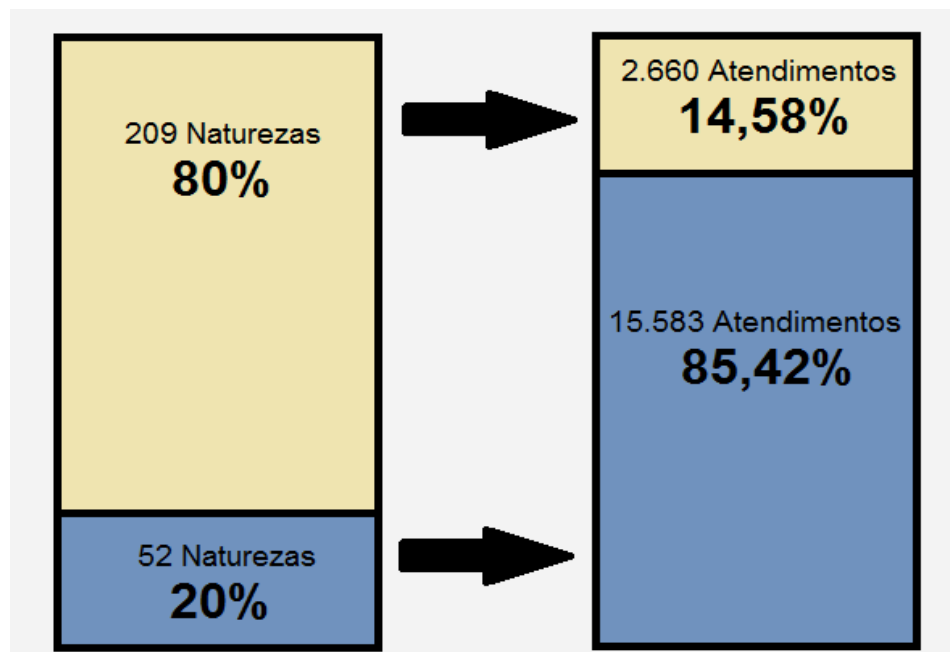 209 Naturezas
80%
52 Naturezas
20%
2.660 Atendimentos
14,58%
15.583 Atendimentos
85,42%